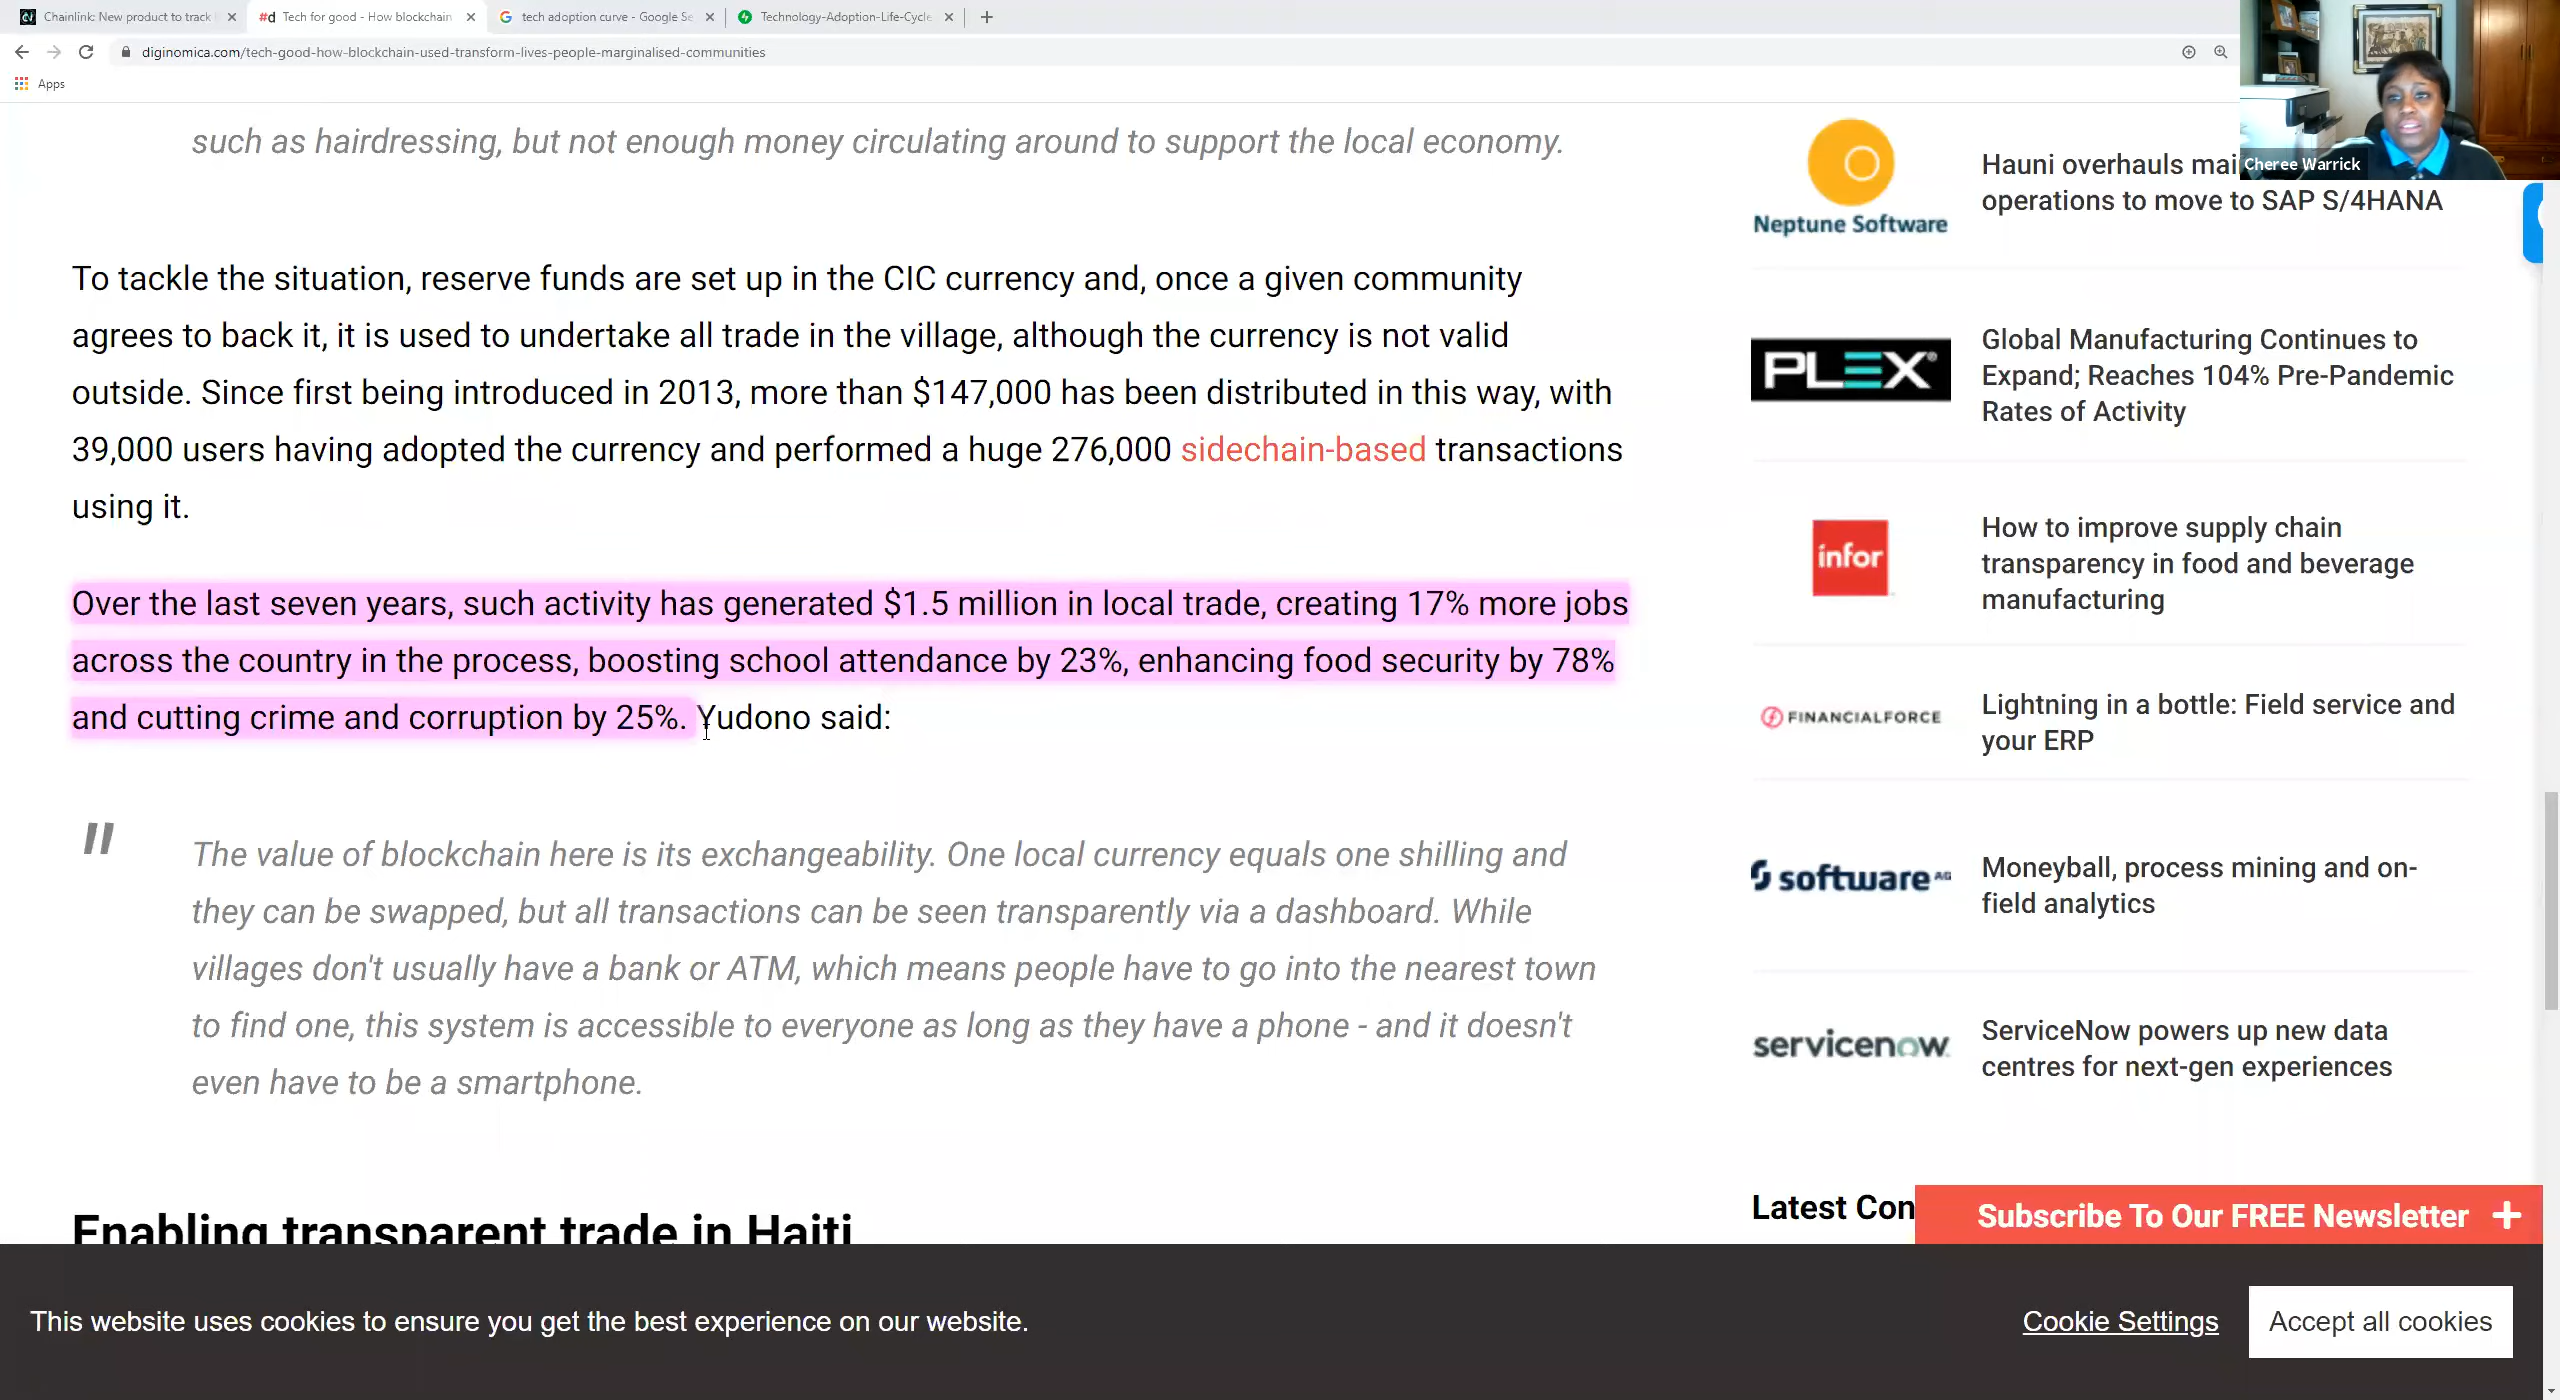 Chainlink: New product to track
Tech for good - How blockchain
tech adoption curve - Google Se
Technology-Adoption-Life-Cycle
diginomica.com/tech-good-how-blockchain-used-transform-lives-people-marginalised-communities
Apps
Cheree Warrick
such as hairdressing, but not enough money circulating around to support the local economy.
To tackle the situation, reserve funds are set up in the CIC currency and, once a given community
agrees to back it, it is used to undertake all trade in the village, although the currency is not valid
outside. Since first being introduced in 2013, more than $147,000 has been distributed in this way, with
39,000 users having adopted the currency and performed a huge 276,000 sidechain-based transactions
using it.
Over the last seven years, such activity has generated $1.5 million in local trade, creating 17% more jobs
across the country in the process, boosting school attendance by 23%, enhancing food security by 78%
and cutting crime and corruption by 25%. Yudono said:
"
The value of blockchain here is its exchangeability. One local currency equals one shilling and
they can be swapped, but all transactions can be seen transparently via a dashboard. While
villages don't usually have a bank or ATM, which means people have to go into the nearest town
to find one, this system is accessible to everyone as long as they have a phone - and it doesn't
even have to be a smartphone.
Enabling transparent trade in Haiti
Neptune Software
Hauni overhauls mai
operations to move to SAP S/4HANA
PLEX
Global Manufacturing Continues to
Expand; Reaches 104% Pre-Pandemic
Rates of Activity
infor
How to improve supply chain
transparency in food and beverage
manufacturing
FINANCIALFORCE
Lightning in a bottle: Field service and
your ERP
software AG
Moneyball, process mining and on-
field analytics
servicenow
ServiceNow powers up new data
centres for next-gen experiences
Latest Con
Subscribe To Our FREE Newsletter +
This website uses cookies to ensure you get the best experience on our website.
Cookie Settings
Accept all cookies